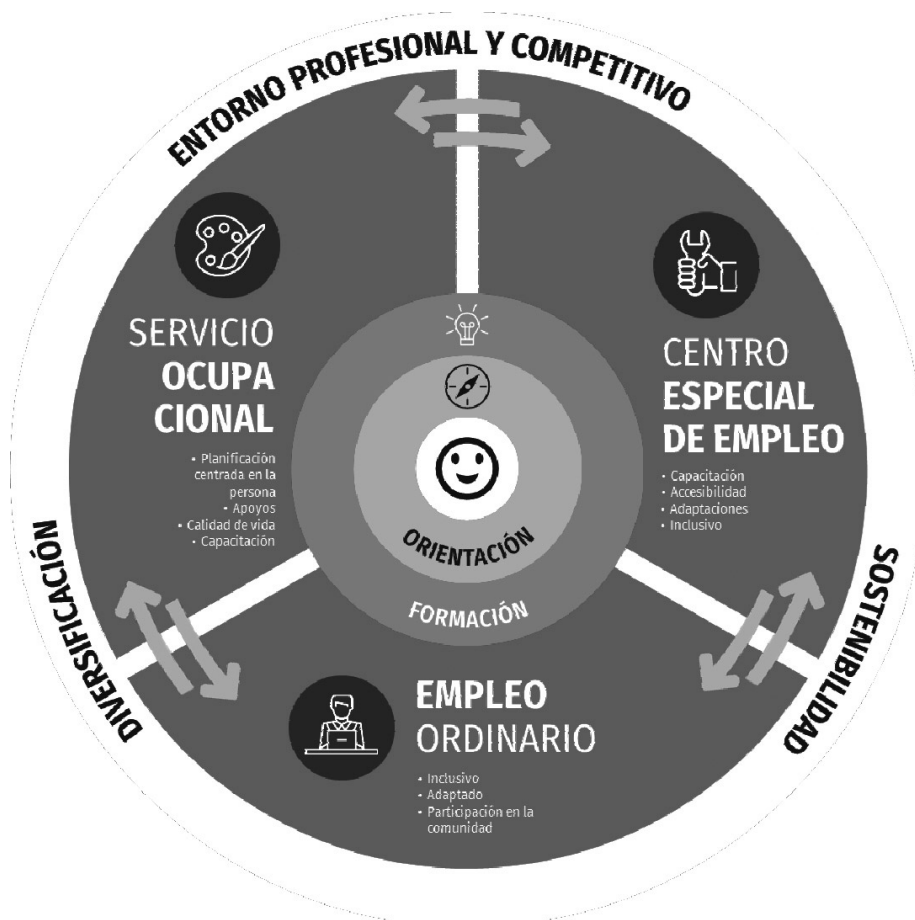 ENTORNO PROFESIONAL Y COMPETITIVO
SERVICIO
OCUPA
CIONAL
• Planificación
centrada en la
persona
• Apoyos
• Calidad de vida
• Capacitación
CENTRO
ESPECIAL
DE EMPLEO
• Capacitación
• Accesibilidad
• Adaptaciones
• Inclusivo
ORIENTACIÓN
FORMACIÓN
EMPLEO
ORDINARIO
• Inclusivo
• Adaptado
• Participación en la
comunidad
DIVERSIFICACIÓN
SOSTENIBILIDAD